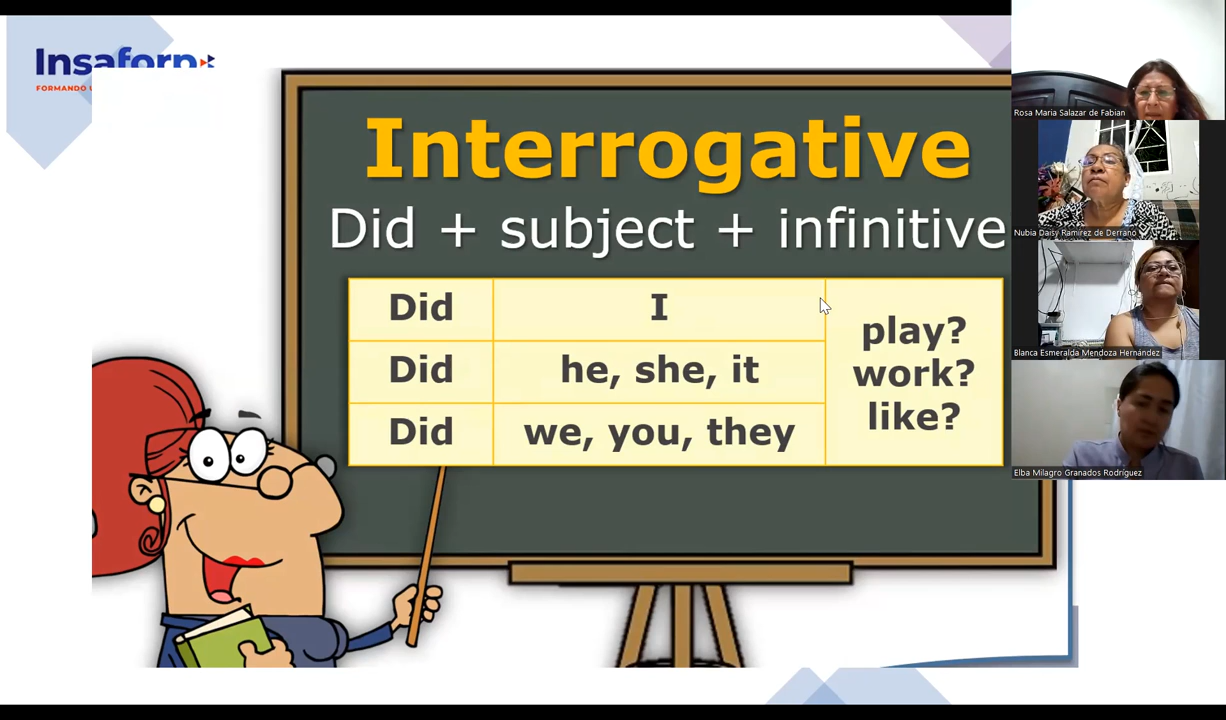 Insaforp
FORMANDO
Interrogative
Did + subject + infinitive
Did I
Did he, she, it
Did we, you, they
play?
work?
like?
Rosa Maria Salazar de Fabian
Nubia Daisy Ramirez de Derrano
Blanca Esmeralda Mendoza Hernández
Elba Milagro Granados Rodríguez